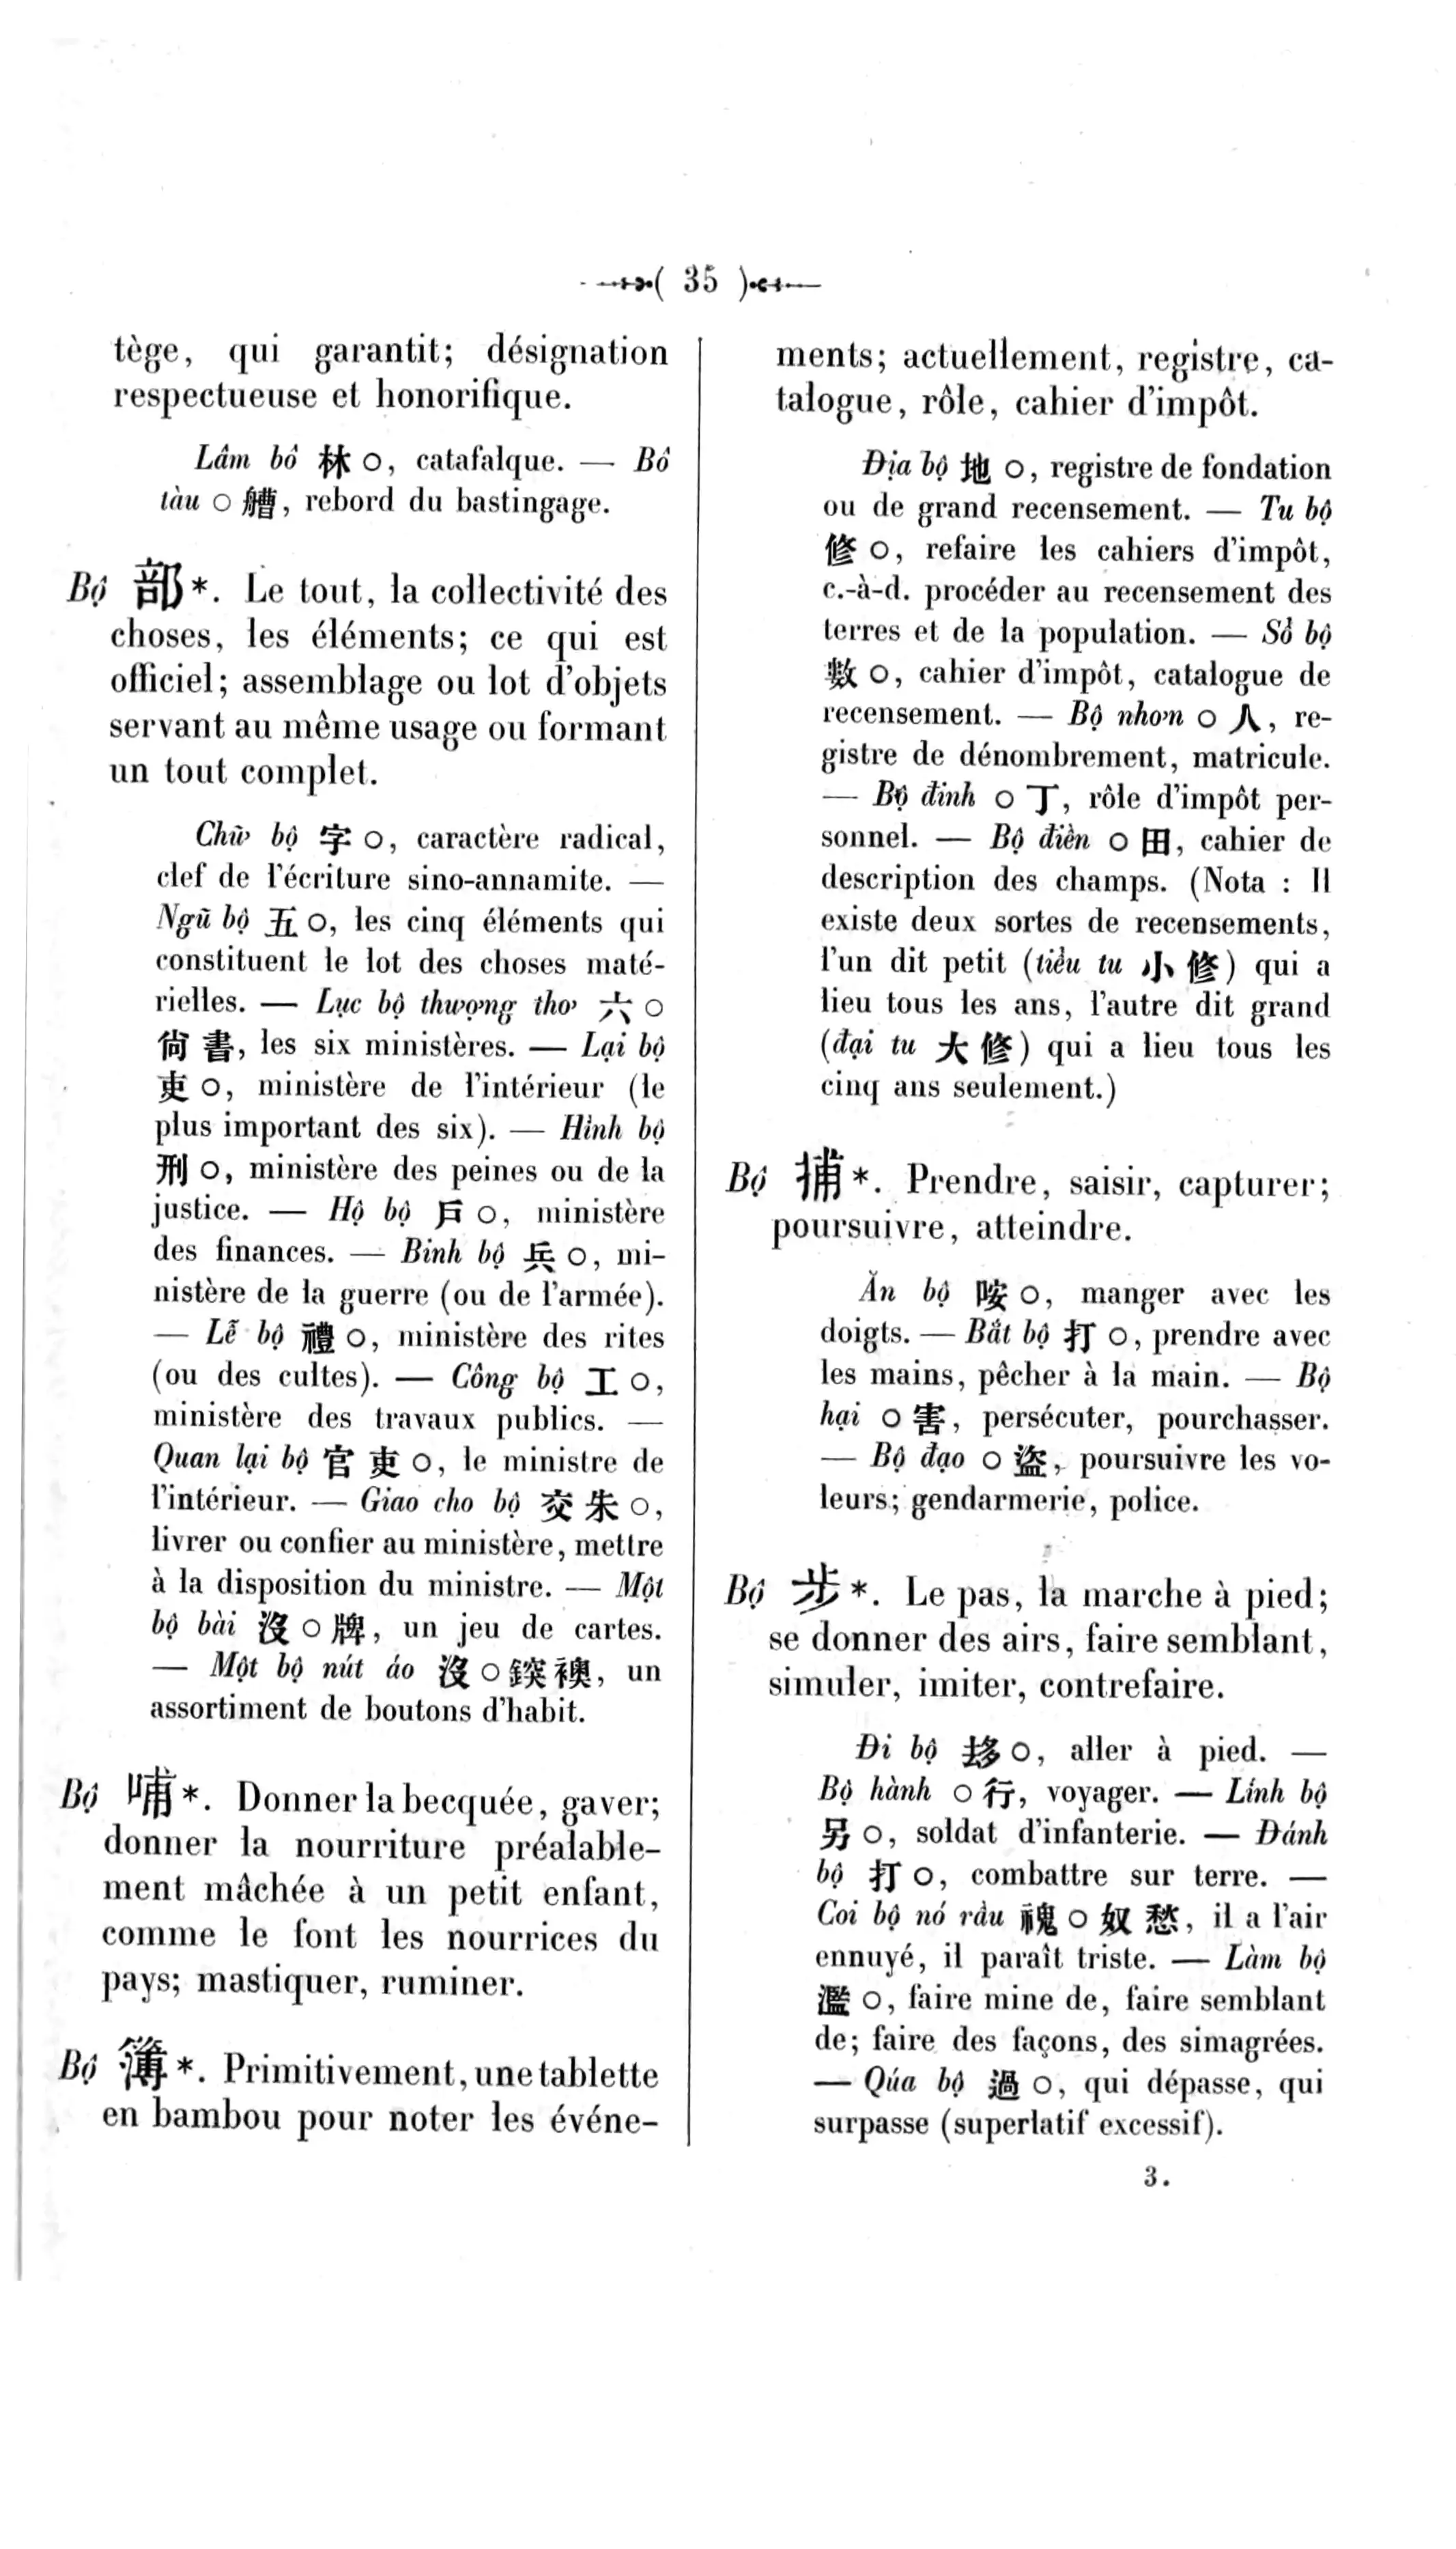 ( 35 )
tège, qui garantit; désignation
respectueuse et honorifique.
Lâm bô 林 ○, catafalque. — Bô
tàu ○ 艚, rebord du bastingage.
Bộ 部 *. Le tout, la collectivité des
choses, les éléments; ce qui est
officiel; assemblage ou lot d'objets
servant au même usage ou formant
un tout complet.
Chữ bộ 字 ○, caractère radical,
clef de l'écriture sino-annamite. —
Ngũ bộ 五 ○, les cinq éléments qui
constituent le lot des choses maté-
rielles. — Lục bộ thượng thơ 六 ○
尙 書, les six ministères. — Lại bộ
吏 ○, ministère de l'intérieur (le
plus important des six). — Hình bộ
刑 ○, ministère des peines ou de la
justice. — Hộ bộ 戶 ○, ministère
des finances. — Binh bộ 兵 ○, mi-
nistère de la guerre (ou de l'armée).
— Lễ bộ 禮 ○, ministère des rites
(ou des cultes). — Công bộ 工 ○,
ministère des travaux publics. —
Quan lại bộ 官 吏 ○, le ministre de
l'intérieur. — Giao cho bộ 交 朱 ○,
livrer ou confier au ministère, mettre
à la disposition du ministre. — Một
bộ bài 沒 ○ 牌, un jeu de cartes.
— Một bộ nút áo 沒 ○ 鋄 襖, un
assortiment de boutons d'habit.
Bộ 哺 *. Donner la becquée, gaver;
donner la nourriture préalable-
ment mâchée à un petit enfant,
comme le font les nourrices du
pays; mastiquer, ruminer.
Bộ 簿 *. Primitivement, une tablette
en bambou pour noter les événe-
ments; actuellement, registre, ca-
talogue, rôle, cahier d'impôt.
Địa bộ 地 ○, registre de fondation
ou de grand recensement. — Tu bộ
修 ○, refaire les cahiers d'impôt,
c.-à-d. procéder au recensement des
terres et de la population. — Sổ bộ
數 ○, cahier d'impôt, catalogue de
recensement. — Bộ nhơn ○ 人, re-
gistre de dénombrement, matricule.
— Bộ đinh ○ 丁, rôle d'impôt per-
sonnel. — Bộ điền ○ 田, cahier de
description des champs. (Nota : Il
existe deux sortes de recensements,
l'un dit petit (tiểu tu 小 修) qui a
lieu tous les ans, l'autre dit grand
(đại tu 大 修) qui a lieu tous les
cinq ans seulement.)
Bộ 捕 *. Prendre, saisir, capturer;
poursuivre, atteindre.
Ăn bộ 咹 ○, manger avec les
doigts. — Bắt bộ 打 ○, prendre avec
les mains, pêcher à la main. — Bộ
hại ○ 害, persécuter, pourchasser.
— Bộ đạo ○ 盜, poursuivre les vo-
leurs; gendarmerie, police.
Bộ 步 *. Le pas, la marche à pied;
se donner des airs, faire semblant,
simuler, imiter, contrefaire.
Đi bộ 迻 ○, aller à pied. —
Bộ hành ○ 行, voyager. — Lính bộ
另 ○, soldat d'infanterie. — Đánh
bộ 打 ○, combattre sur terre. —
Coi bộ nó rầu ○ 奴 愁, il a l'air
ennuyé, il paraît triste. — Làm bộ
濫 ○, faire mine de, faire semblant
de; faire des façons, des simagrées.
— Qúa bộ 過 ○, qui dépasse, qui
surpasse (superlatif excessif).
3.